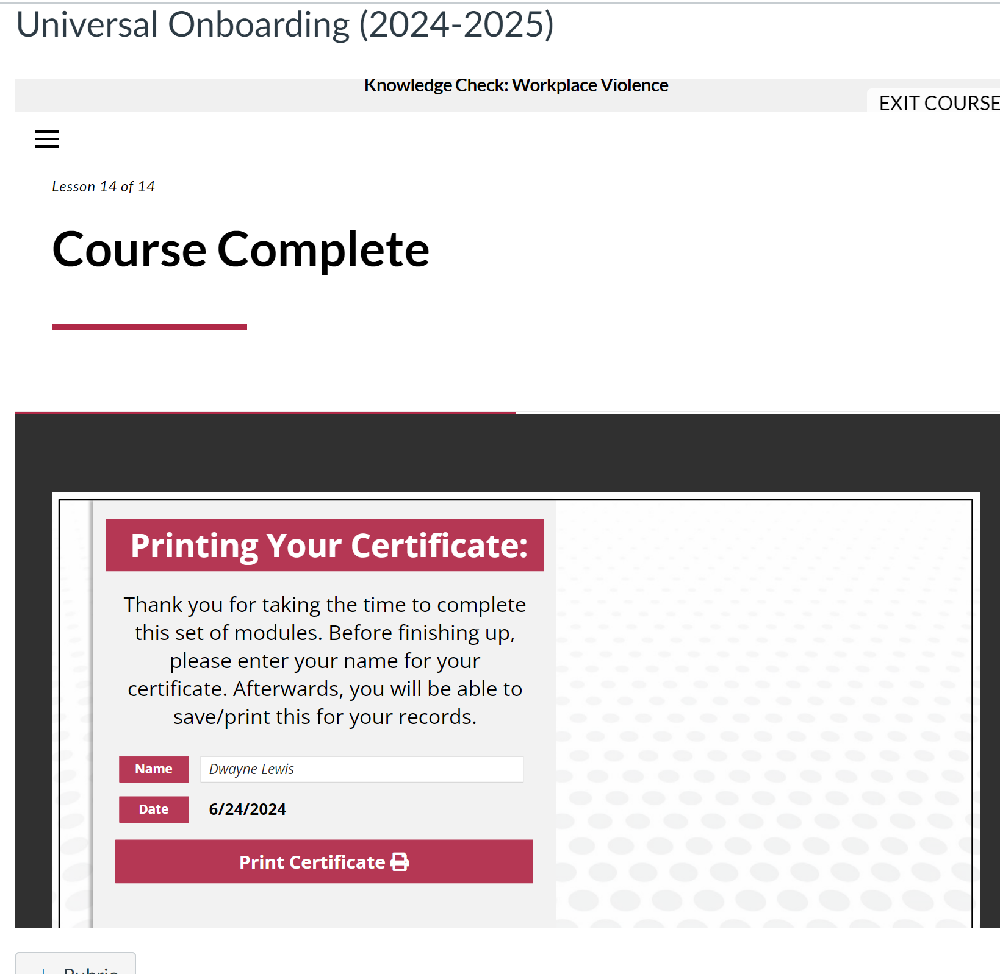 Universal Onboarding (2024-2025)
Knowledge Check: Workplace Violence
EXIT COURSE
Lesson 14 of 14
Course Complete
Printing Your Certificate:
Thank you for taking the time to complete
this set of modules. Before finishing up,
please enter your name for your
certificate. Afterwards, you will be able to
save/print this for your records.
Name Dwayne Lewis
Date 6/24/2024
Print Certificate
Rubric